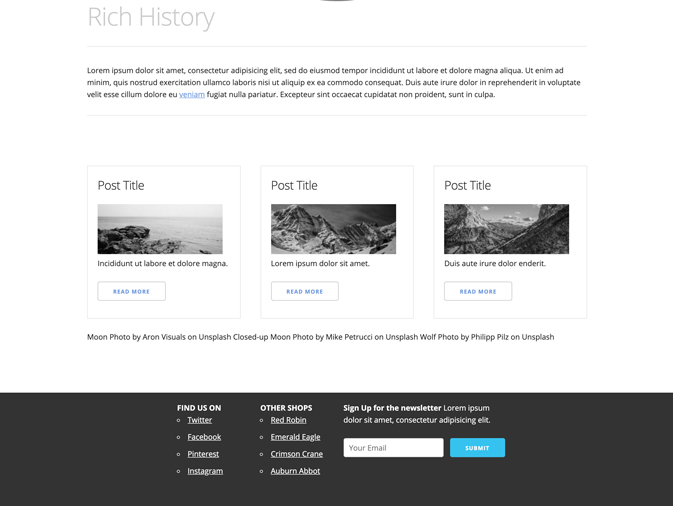 Rich History
Lorem ipsum dolor sit amet, consectetur adipisicing elit, sed do eiusmod tempor incididunt ut labore et dolore magna aliqua. Ut enim ad
minim, quis nostrud exercitation ullamco laboris nisi ut aliquip ex ea commodo consequat. Duis aute irure dolor in reprehenderit in voluptate
velit esse cillum dolore eu veniam fugiat nulla pariatur. Excepteur sint occaecat cupidatat non proident, sunt in culpa.
Post Title
Incididunt ut labore et dolore magna.
READ MORE
Post Title
Lorem ipsum dolor sit amet.
READ MORE
Post Title
Duis aute irure dolor enderit.
READ MORE
Moon Photo by Aron Visuals on Unsplash Closed-up Moon Photo by Mike Petrucci on Unsplash Wolf Photo by Philipp Pilz on Unsplash
FIND US ON
Twitter
Facebook
Pinterest
Instagram
OTHER SHOPS
Red Robin
Emerald Eagle
Crimson Crane
Auburn Abbot
Sign Up for the newsletter Lorem ipsum
dolor sit amet, consectetur adipisicing elit.
Your Email
SUBMIT